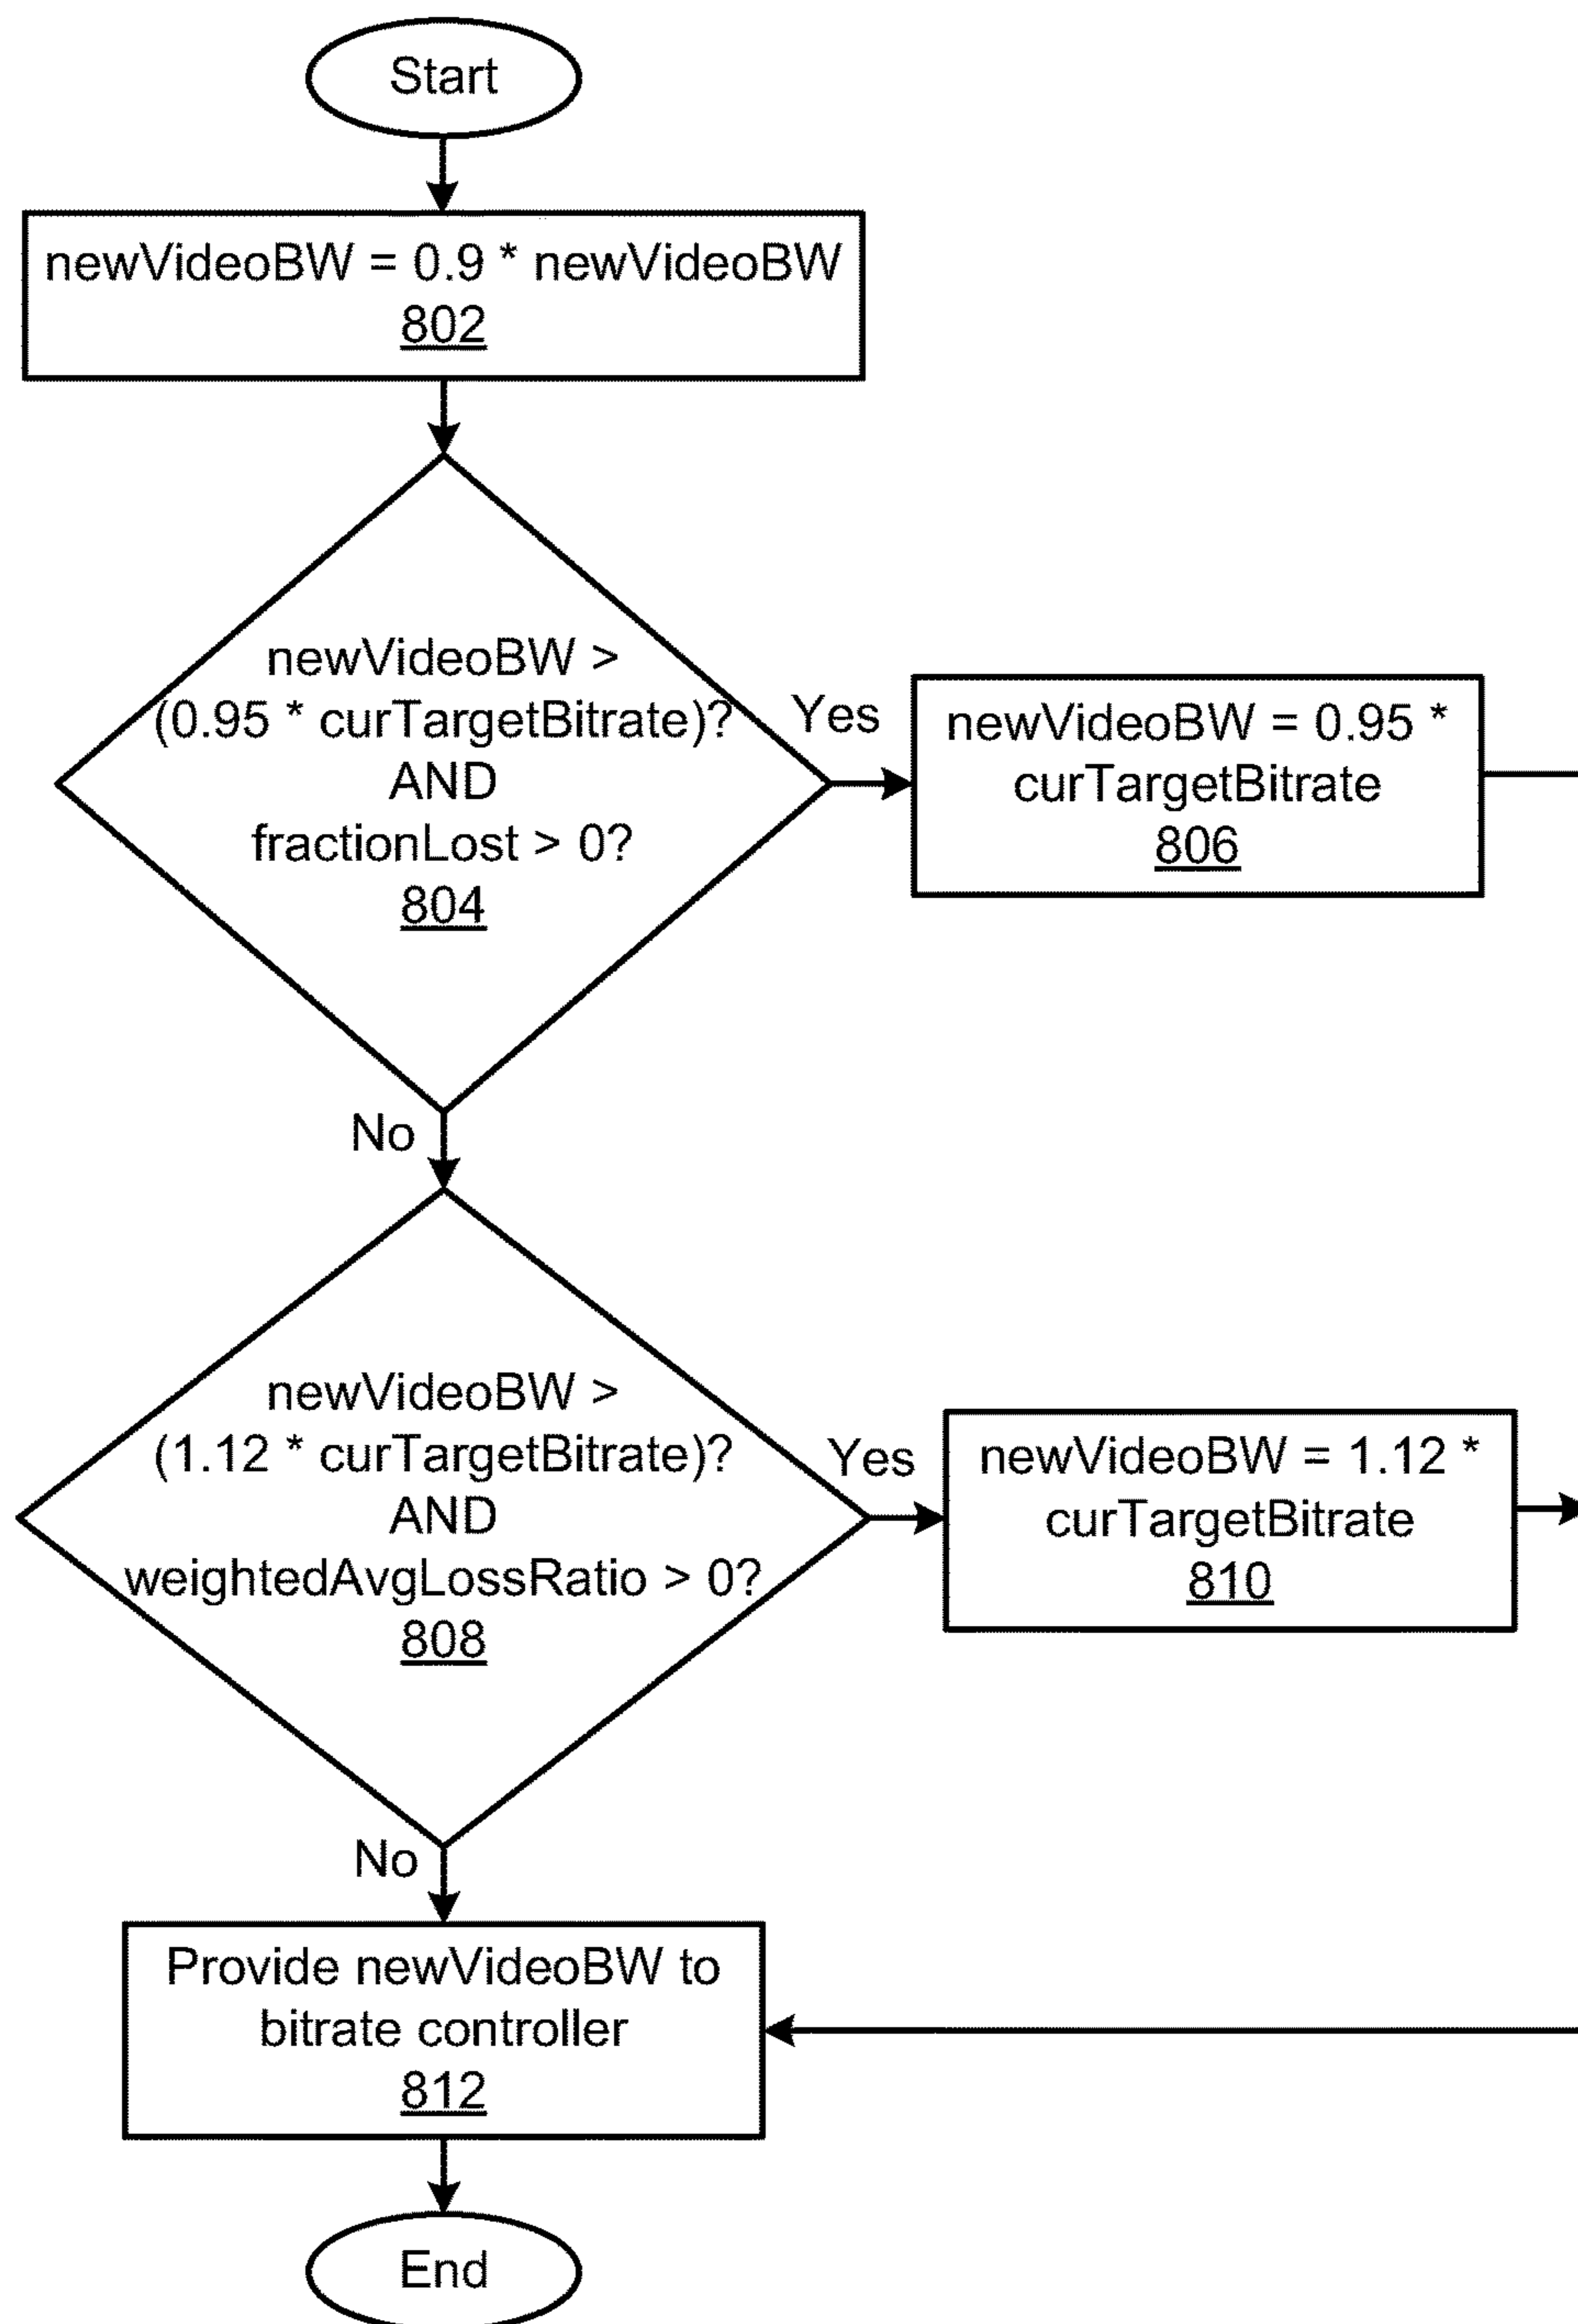 Start
newVideoBW = 0.9 * newVideoBW
802
newVideoBW >
(0.95 * curTargetBitrate)?
AND
fractionLost > 0?
804
Yes
newVideoBW = 0.95 *
curTargetBitrate
806
No
newVideoBW >
(1.12 * curTargetBitrate)?
AND
weightedAvgLossRatio > 0?
808
Yes
newVideoBW = 1.12 *
curTargetBitrate
810
No
Provide newVideoBW to
bitrate controller
812
End